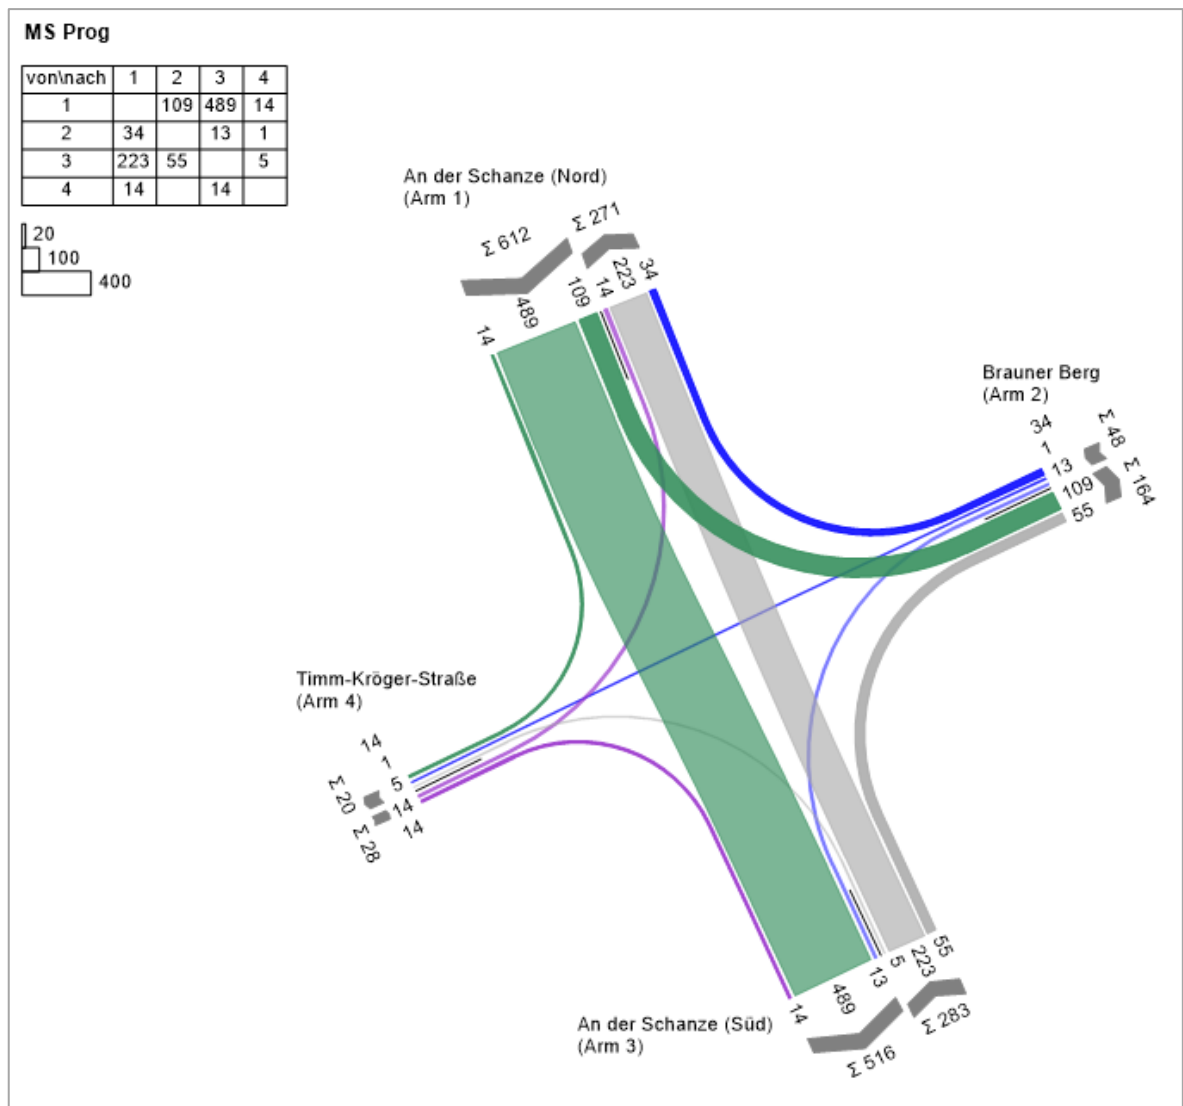 MS Prog
von\nach 1 2 3 4
1 109 489 14
2 34 13 1
3 223 55 5
4 14 14
20
100
400
An der Schanze (Nord)
(Arm 1)
Σ 612
Σ 271
14
489
109
14
223
34
Brauner Berg
(Arm 2)
34
1
13
109
55
Σ 48
Σ 164
Timm-Kröger-Straße
(Arm 4)
14
1
5
14
14
Σ 20
Σ 28
An der Schanze (Süd)
(Arm 3)
14
489
13
5
223
55
Σ 516
Σ 283